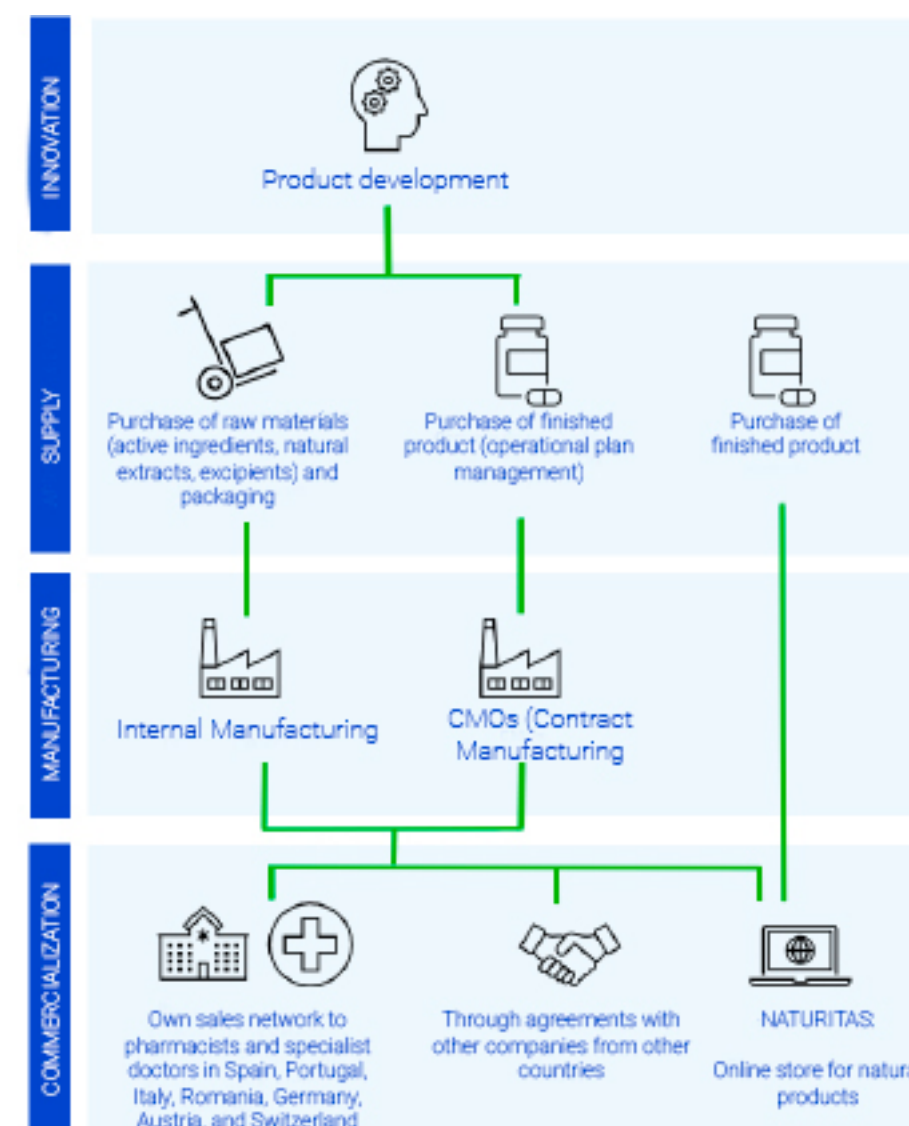 INNOVATION
Product development
SUPPLY
Purchase of raw materials
(active ingredients, natural
extracts, excipients) and
packaging
Purchase of finished
product (operational plan
management)
Purchase of
finished product
MANUFACTURING
Internal Manufacturing
CMOs (Contract
Manufacturing
COMMERCIALIZATION
Own sales network to
pharmacists and specialist
doctors in Spain, Portugal,
Italy, Romania, Germany,
Austria, and Switzerland
Through agreements with
other companies from other
countries
NATURITAS:
Online store for natura
products